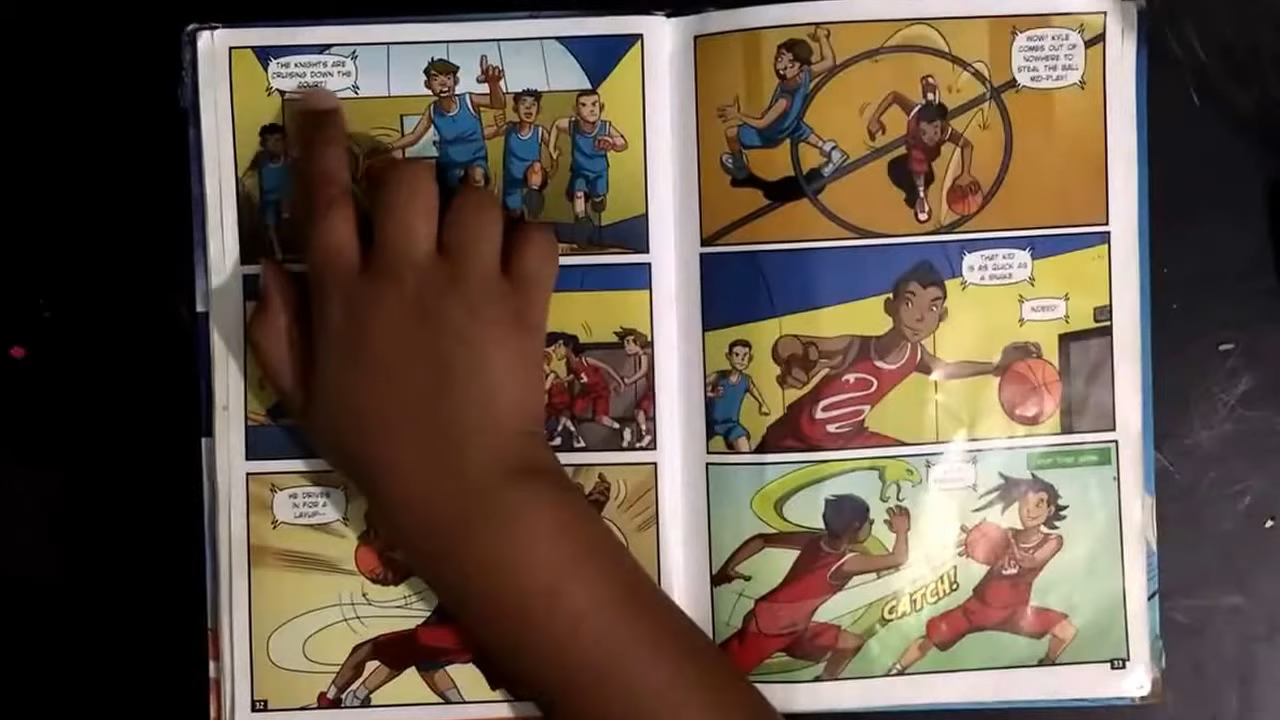 THE KNIGHTS ARE
CRUISING DOWN THE
COURT!
HE DRIVES
IN FOR A
LAYUP--
32
WOW! KYLE
COMES OUT OF
NOWHERE TO
STEAL THE BALL
MID-PLAY!
THAT KID
IS AS QUICK AS
A SNAKE
INDEED!
CATCH!
33